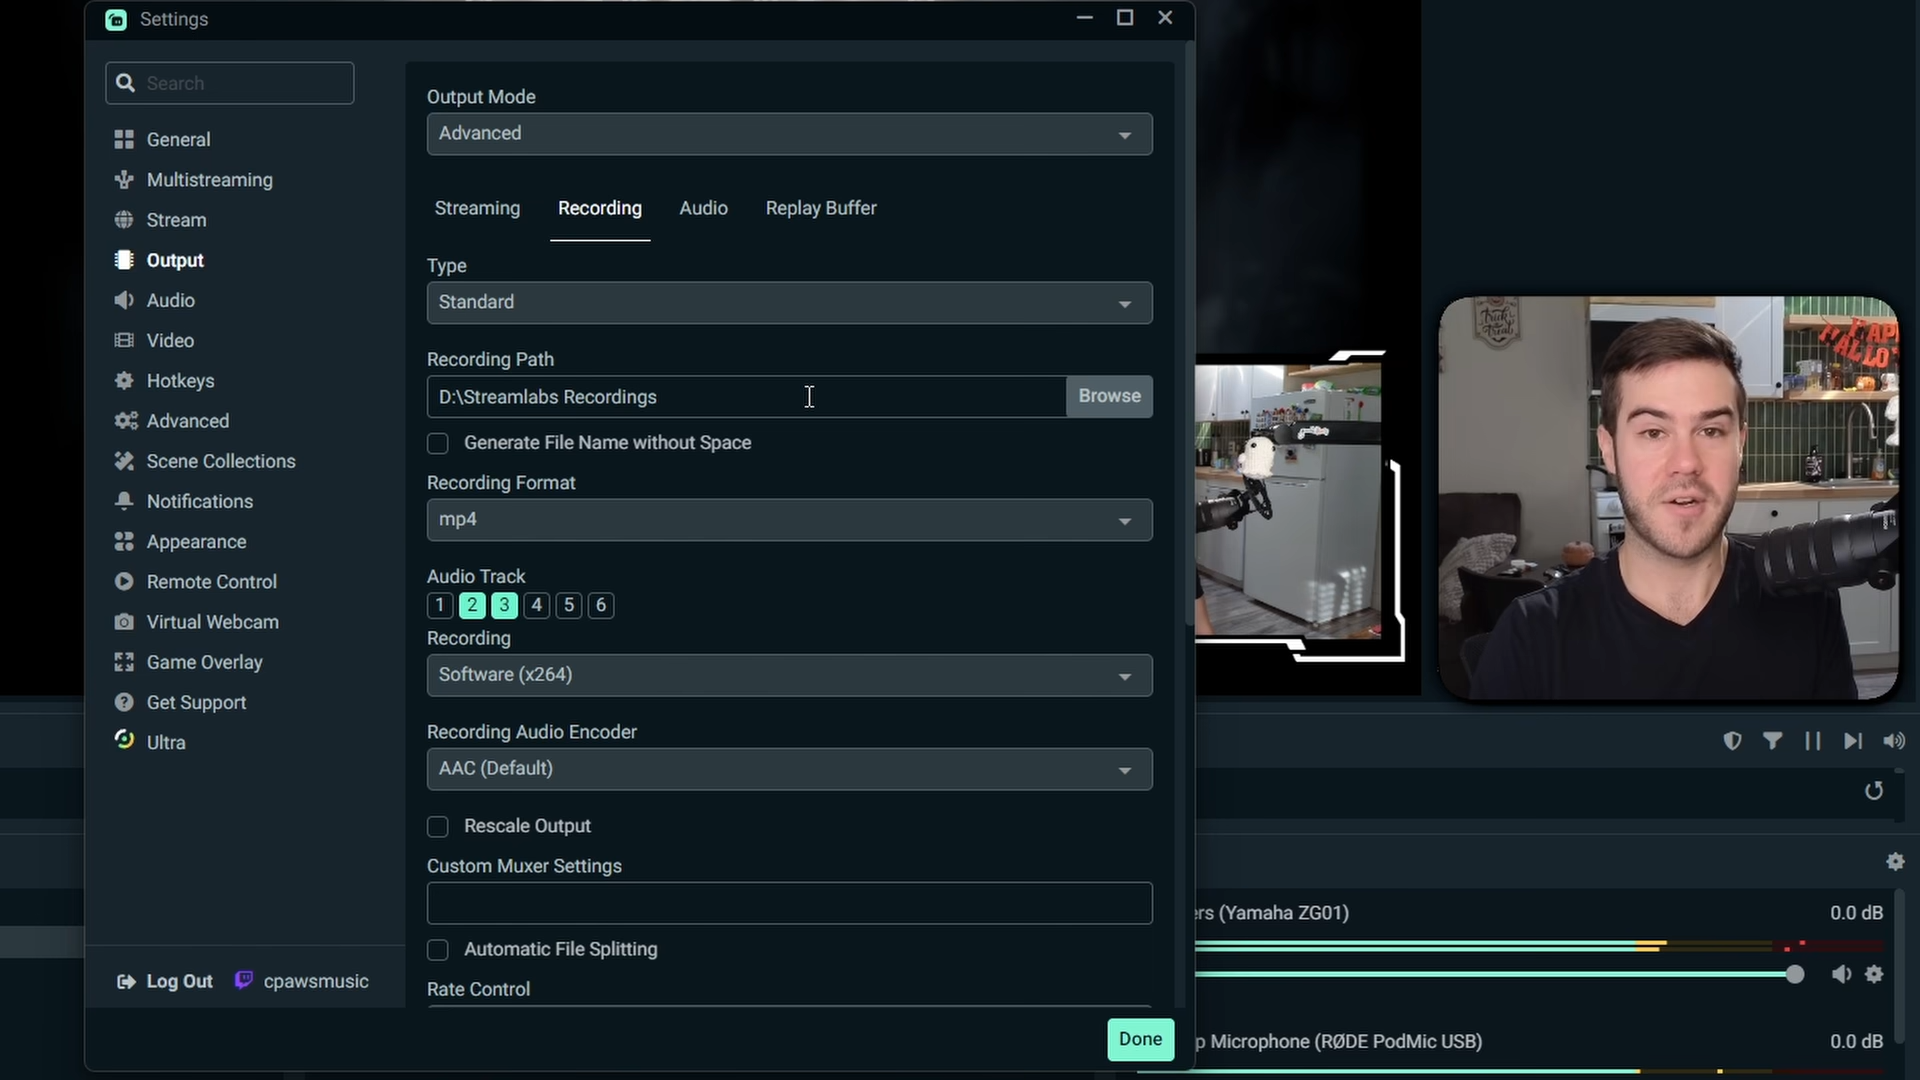 Settings
Search
General
Multistreaming
Stream
Output
Audio
Video
Hotkeys
Advanced
Scene Collections
Notifications
Appearance
Remote Control
Virtual Webcam
Game Overlay
Get Support
Ultra
Log Out
cpawsmusic
Output Mode
Advanced
Streaming Recording Audio Replay Buffer
Type
Standard
Recording Path
D:\Streamlabs Recordings
Browse
Generate File Name without Space
Recording Format
mp4
Audio Track
1 2 3 4 5 6
Recording
Software (x264)
Recording Audio Encoder
AAC (Default)
Rescale Output
Custom Muxer Settings
Automatic File Splitting
Rate Control
Done
Trick
or
Treat
ers (Yamaha ZG01) 0.0 dB
p Microphone (RØDE PodMic USB) 0.0 dB